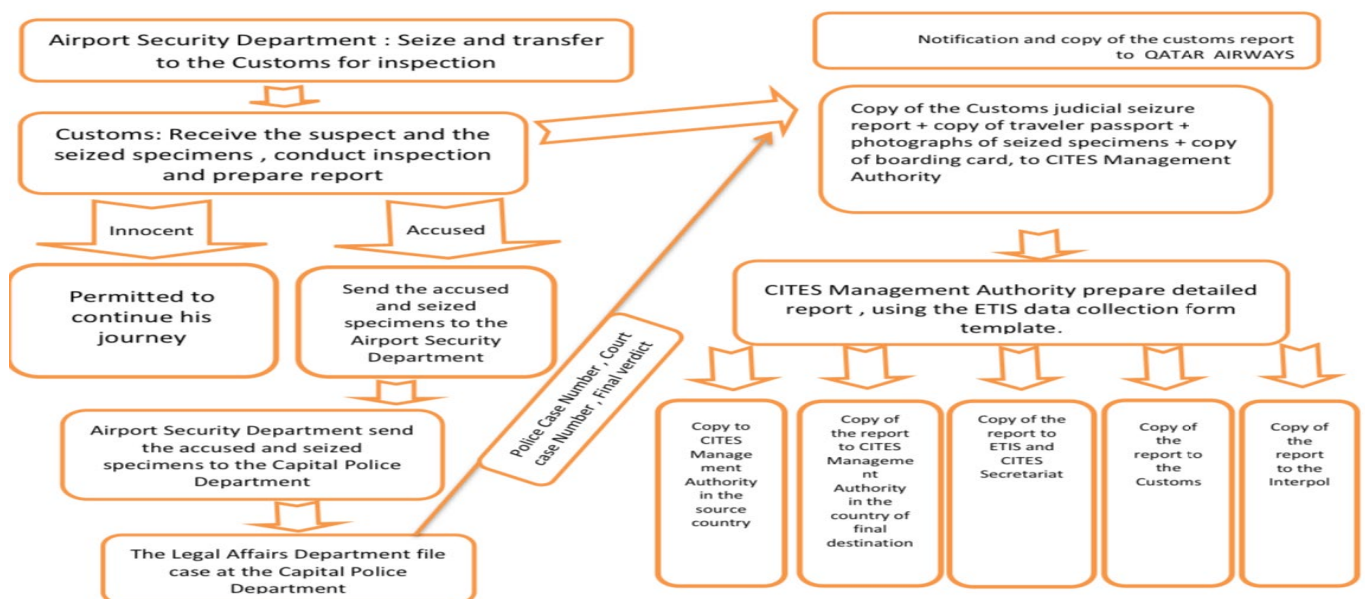 Airport Security Department : Seize and transfer
to the Customs for inspection
Customs: Receive the suspect and the
seized specimens , conduct inspection
and prepare report
Innocent
Accused
Permitted to
continue his
journey
Send the accused
and seized
specimens to the
Airport Security
Department
Airport Security Department send
the accused and seized
specimens to the Capital Police
Department
The Legal Affairs Department file
case at the Capital Police
Department
Police Case Number , Court
case Number , Final verdict
Notification and copy of the customs report
to QATAR AIRWAYS
Copy of the Customs judicial seizure
report + copy of traveler passport +
photographs of seized specimens + copy
of boarding card, to CITES Management
Authority
CITES Management Authority prepare detailed
report , using the ETIS data collection form
template.
Copy to
CITES
Manage
ment
Authority
in the
source
country
Copy of
the report
to CITES
Manageme
nt
Authority
in the
country of
final
destination
Copy of the
report to
ETIS and
CITES
Secretariat
Copy of
the
report to
the
Customs
Copy of
the
report
to the
Interpol